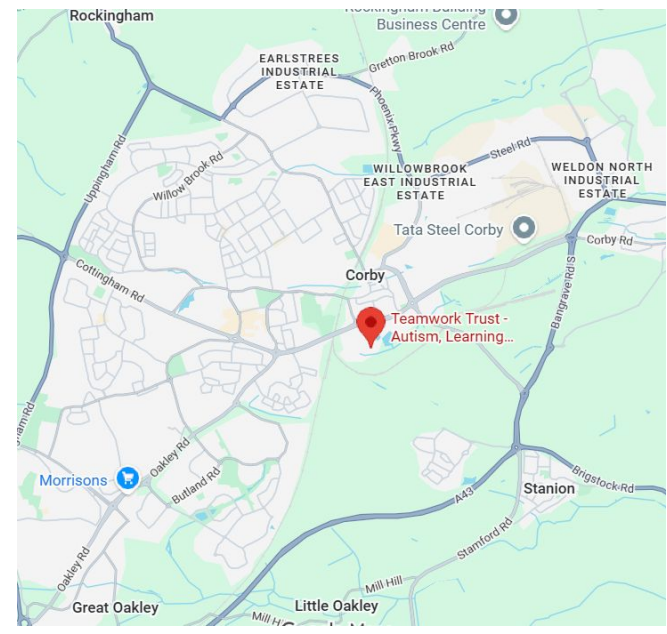 Rockingham
Rockingham Building
Business Centre
EARLSTREES
INDUSTRIAL
ESTATE
Gretton Brook Rd
Phoenix Pkwy
Uppingham Rd
Willow Brook Rd
Steel Rd
WILLOWBROOK
EAST INDUSTRIAL
ESTATE
WELDON NORTH
INDUSTRIAL
ESTATE
Tata Steel Corby
Corby Rd
Cottingham Rd
Corby
Bangrave Rd S
Teamwork Trust -
Autism, Learning...
Oakley Rd
Morrisons
Butland Rd
A43
Brigstock Rd
Stanion
Stamford Rd
Oakley Rd
Mill Hill
Great Oakley
Little Oakley
Mill H